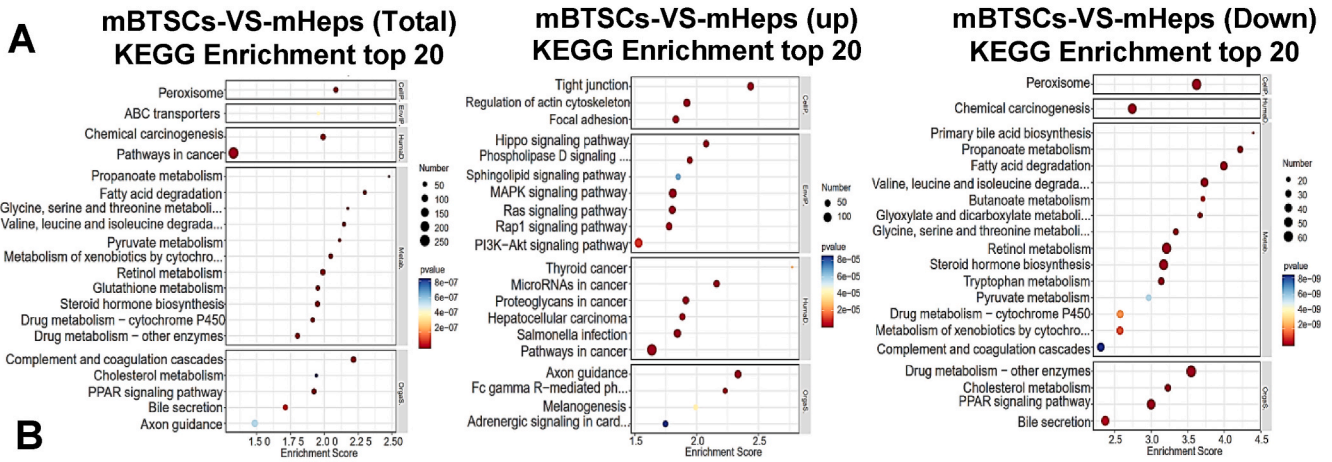 A
mBTSCs-VS-mHeps (Total)
KEGG Enrichment top 20
Peroxisome
CellP.
ABC transporters
EnvIP.
Chemical carcinogenesis
Pathways in cancer
HumaD.
Propanoate metabolism
Fatty acid degradation
Glycine, serine and threonine metaboli...
Valine, leucine and isoleucine degrada...
Pyruvate metabolism
Metabolism of xenobiotics by cytochro...
Retinol metabolism
Glutathione metabolism
Steroid hormone biosynthesis
Drug metabolism − cytochrome P450
Drug metabolism − other enzymes
Metab.
Complement and coagulation cascades
Cholesterol metabolism
PPAR signaling pathway
Bile secretion
Axon guidance
OrgaS.
1.5 1.75 2.0 2.25 2.50
Enrichment Score
Number
50
100
150
200
250
pvalue
8e-07
6e-07
4e-07
2e-07
mBTSCs-VS-mHeps (up)
KEGG Enrichment top 20
Tight junction
Regulation of actin cytoskeleton
Focal adhesion
CellP.
Hippo signaling pathway
Phospholipase D signaling ...
Sphingolipid signaling pathway
MAPK signaling pathway
Ras signaling pathway
Rap1 signaling pathway
PI3K-Akt signaling pathway
EnvIP.
Thyroid cancer
MicroRNAs in cancer
Proteoglycans in cancer
Hepatocellular carcinoma
Salmonella infection
Pathways in cancer
HumaD.
Axon guidance
Fc gamma R-mediated ph...
Melanogenesis
Adrenergic signaling in card...
OrgaS.
1.5 2.0 2.5
Enrichment Score
Number
50
100
pvalue
8e-05
6e-05
4e-05
2e-05
mBTSCs-VS-mHeps (Down)
KEGG Enrichment top 20
Peroxisome
CellP.
Chemical carcinogenesis
HumaD.
Primary bile acid biosynthesis
Propanoate metabolism
Fatty acid degradation
Valine, leucine and isoleucine degrada...
Butanoate metabolism
Glyoxylate and dicarboxylate metaboli...
Glycine, serine and threonine metaboli...
Retinol metabolism
Steroid hormone biosynthesis
Tryptophan metabolism
Pyruvate metabolism
Drug metabolism − cytochrome P450
Metabolism of xenobiotics by cytochro...
Complement and coagulation cascades
Metab.
Drug metabolism − other enzymes
Cholesterol metabolism
PPAR signaling pathway
Bile secretion
OrgaS.
2.5 3.0 3.5 4.0 4.5
Enrichment Score
Number
20
30
40
50
60
pvalue
8e-09
6e-09
4e-09
2e-09
B